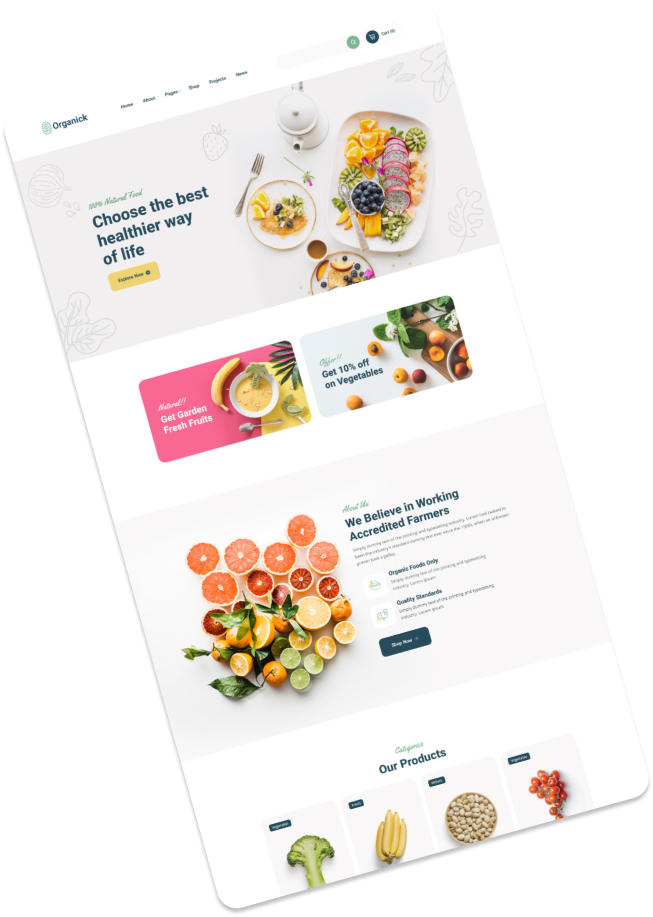 Organick
Home
About
Pages
Shop
Projects
News
Cart (0)
100% Natural Food
Choose the best
healthier way
of life
Explore Now
Natural!!
Get Garden
Fresh Fruits
Offer!!
Get 10% off
on Vegetables
About Us
We Believe in Working
Accredited Farmers
Simply dummy text of the printing and typesetting industry. Lorem had ceased to
been the industry's standard dummy text ever since the 1500s, when an unknown
printer took a galley.
Organic Foods Only
Simply dummy text of the printing and typesetting
industry. Lorem Ipsum
Quality Standards
Simply dummy text of the printing and typesetting
industry. Lorem Ipsum
Shop Now
Categories
Our Products
Vegetable
Fresh
Vegetable